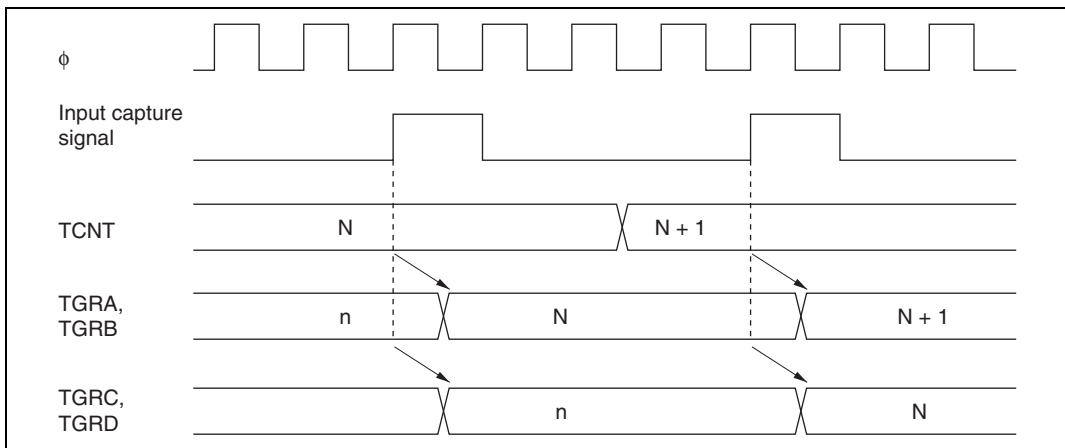 ϕ
Input capture
signal
TCNT
N
N + 1
TGRA,
TGRB
n
N
N + 1
TGRC,
TGRD
n
N